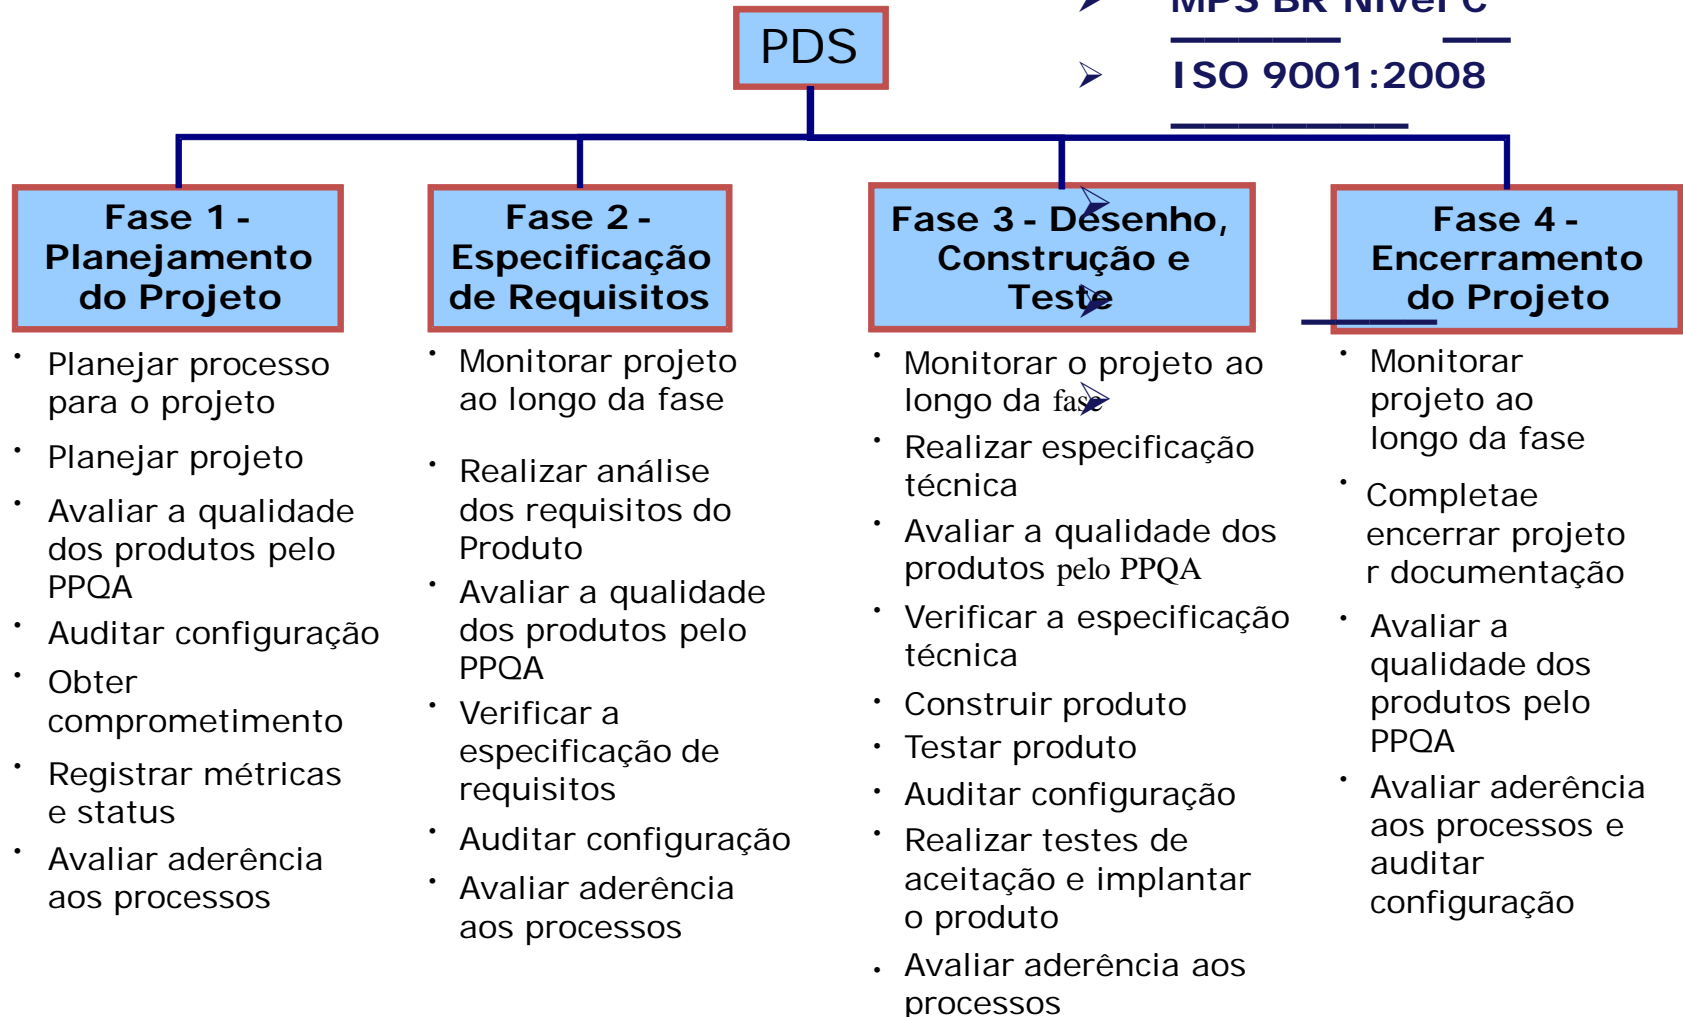 MPS BR Nível C
PDS
ISO 9001:2008
Fase 1 -
Planejamento
do Projeto
• Planejar processo
para o projeto
• Planejar projeto
• Avaliar a qualidade
dos produtos pelo
PPQA
• Auditar configuração
• Obter
comprometimento
• Registrar métricas
e status
• Avaliar aderência
aos processos
Fase 2 -
Especificação
de Requisitos
• Monitorar projeto
ao longo da fase
• Realizar análise
dos requisitos do
Produto
• Avaliar a qualidade
dos produtos pelo
PPQA
• Verificar a
especificação de
requisitos
• Auditar configuração
• Avaliar aderência
aos processos
Fase 3 - Desenho,
Construção e
Teste
• Monitorar o projeto ao
longo da fase
• Realizar especificação
técnica
• Avaliar a qualidade dos
produtos pelo PPQA
• Verificar a especificação
técnica
• Construir produto
• Testar produto
• Auditar configuração
• Realizar testes de
aceitação e implantar
o produto
• Avaliar aderência aos
processos
Fase 4 -
Encerramento
do Projeto
• Monitorar
projeto ao
longo da fase
• Completae
encerrar projeto
r documentação
• Avaliar a
qualidade dos
produtos pelo
PPQA
• Avaliar aderência
aos processos e
auditar
configuração